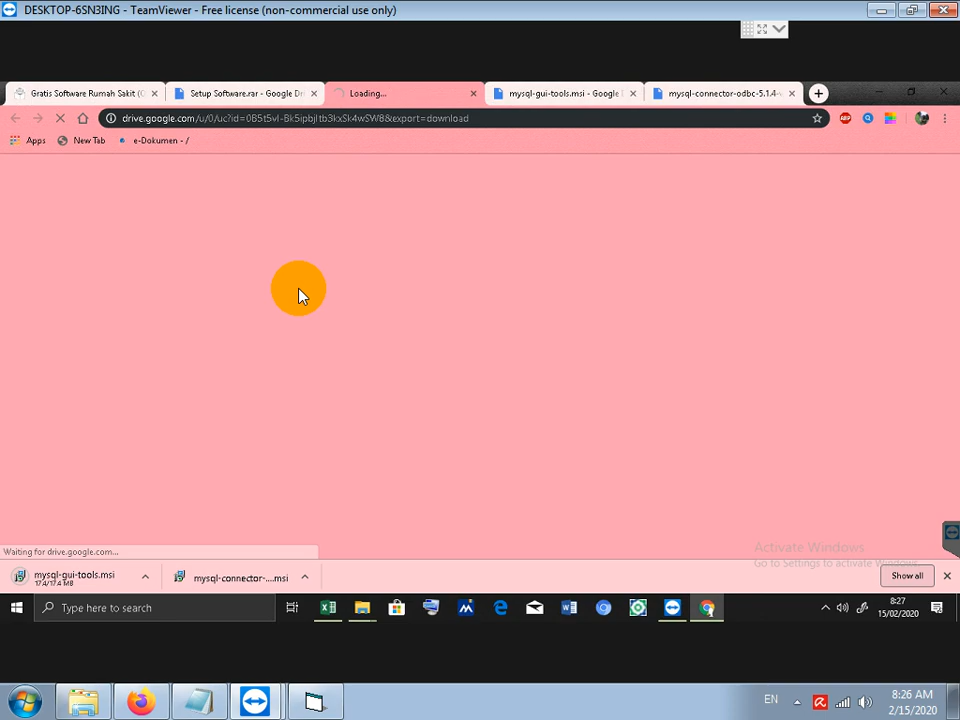 DESKTOP-6SN3ING - TeamViewer - Free license (non-commercial use only)
Gratis Software Rumah Sakit (
Setup Software.rar - Google Dr
Loading...
mysql-gui-tools.msi - Google
mysql-connector-odbc-5.1.4-
drive.google.com/u/0/uc?id=0B5t5vl-Bk5ipbjltb3kxSk4wSW8&export=download
ABP
Apps
New Tab
e-Dokumen - /
Activate Windows
Go to Settings to activate Windows.
Waiting for drive.google.com...
mysql-gui-tools.msi
17.4/17.4 MB
mysql-connector-....msi
Show all
Type here to search
8:27
15/02/2020
EN
8:26 AM
2/15/2020